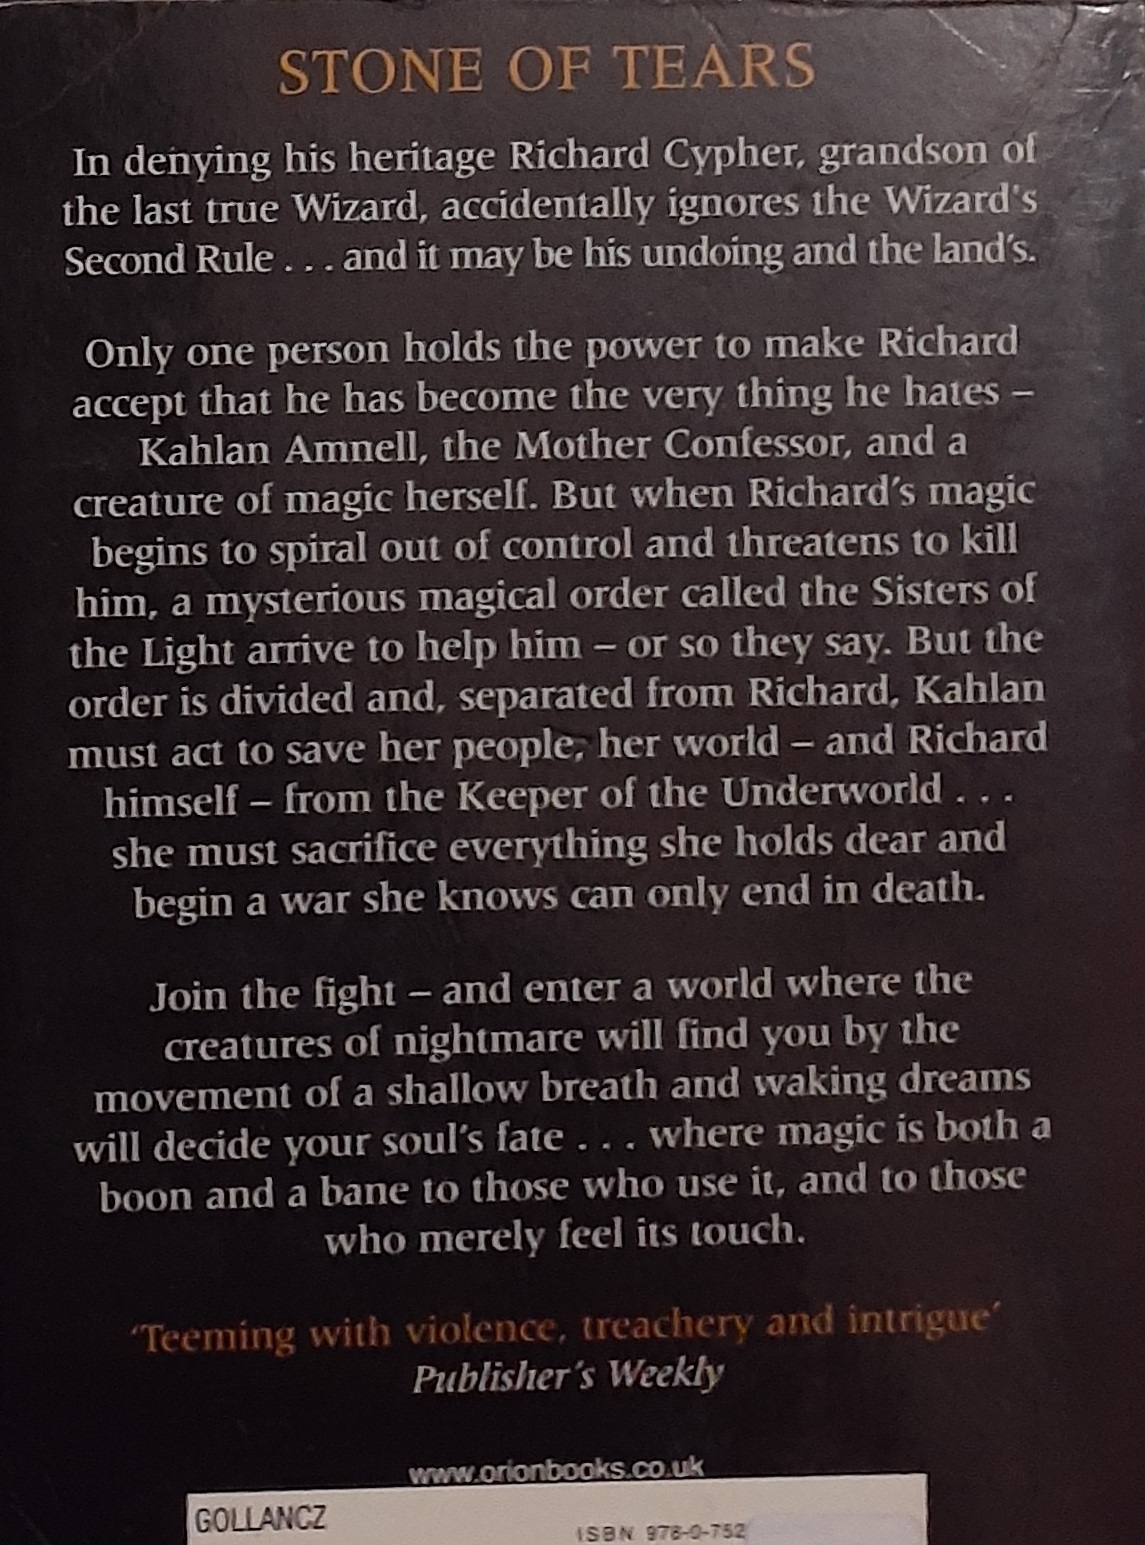 STONE OF TEARS
In denying his heritage Richard Cypher, grandson of
the last true Wizard, accidentally ignores the Wizard's
Second Rule . . . and it may be his undoing and the land's.
Only one person holds the power to make Richard
accept that he has become the very thing he hates –
Kahlan Amnell, the Mother Confessor, and a
creature of magic herself. But when Richard's magic
begins to spiral out of control and threatens to kill
him, a mysterious magical order called the Sisters of
the Light arrive to help him – or so they say. But the
order is divided and, separated from Richard, Kahlan
must act to save her people, her world – and Richard
himself – from the Keeper of the Underworld . . .
she must sacrifice everything she holds dear and
begin a war she knows can only end in death.
Join the fight – and enter a world where the
creatures of nightmare will find you by the
movement of a shallow breath and waking dreams
will decide your soul's fate . . . where magic is both a
boon and a bane to those who use it, and to those
who merely feel its touch.
'Teeming with violence, treachery and intrigue'
Publisher's Weekly
www.orionbooks.co.uk
GOLLANCZ
ISBN 978-0-752